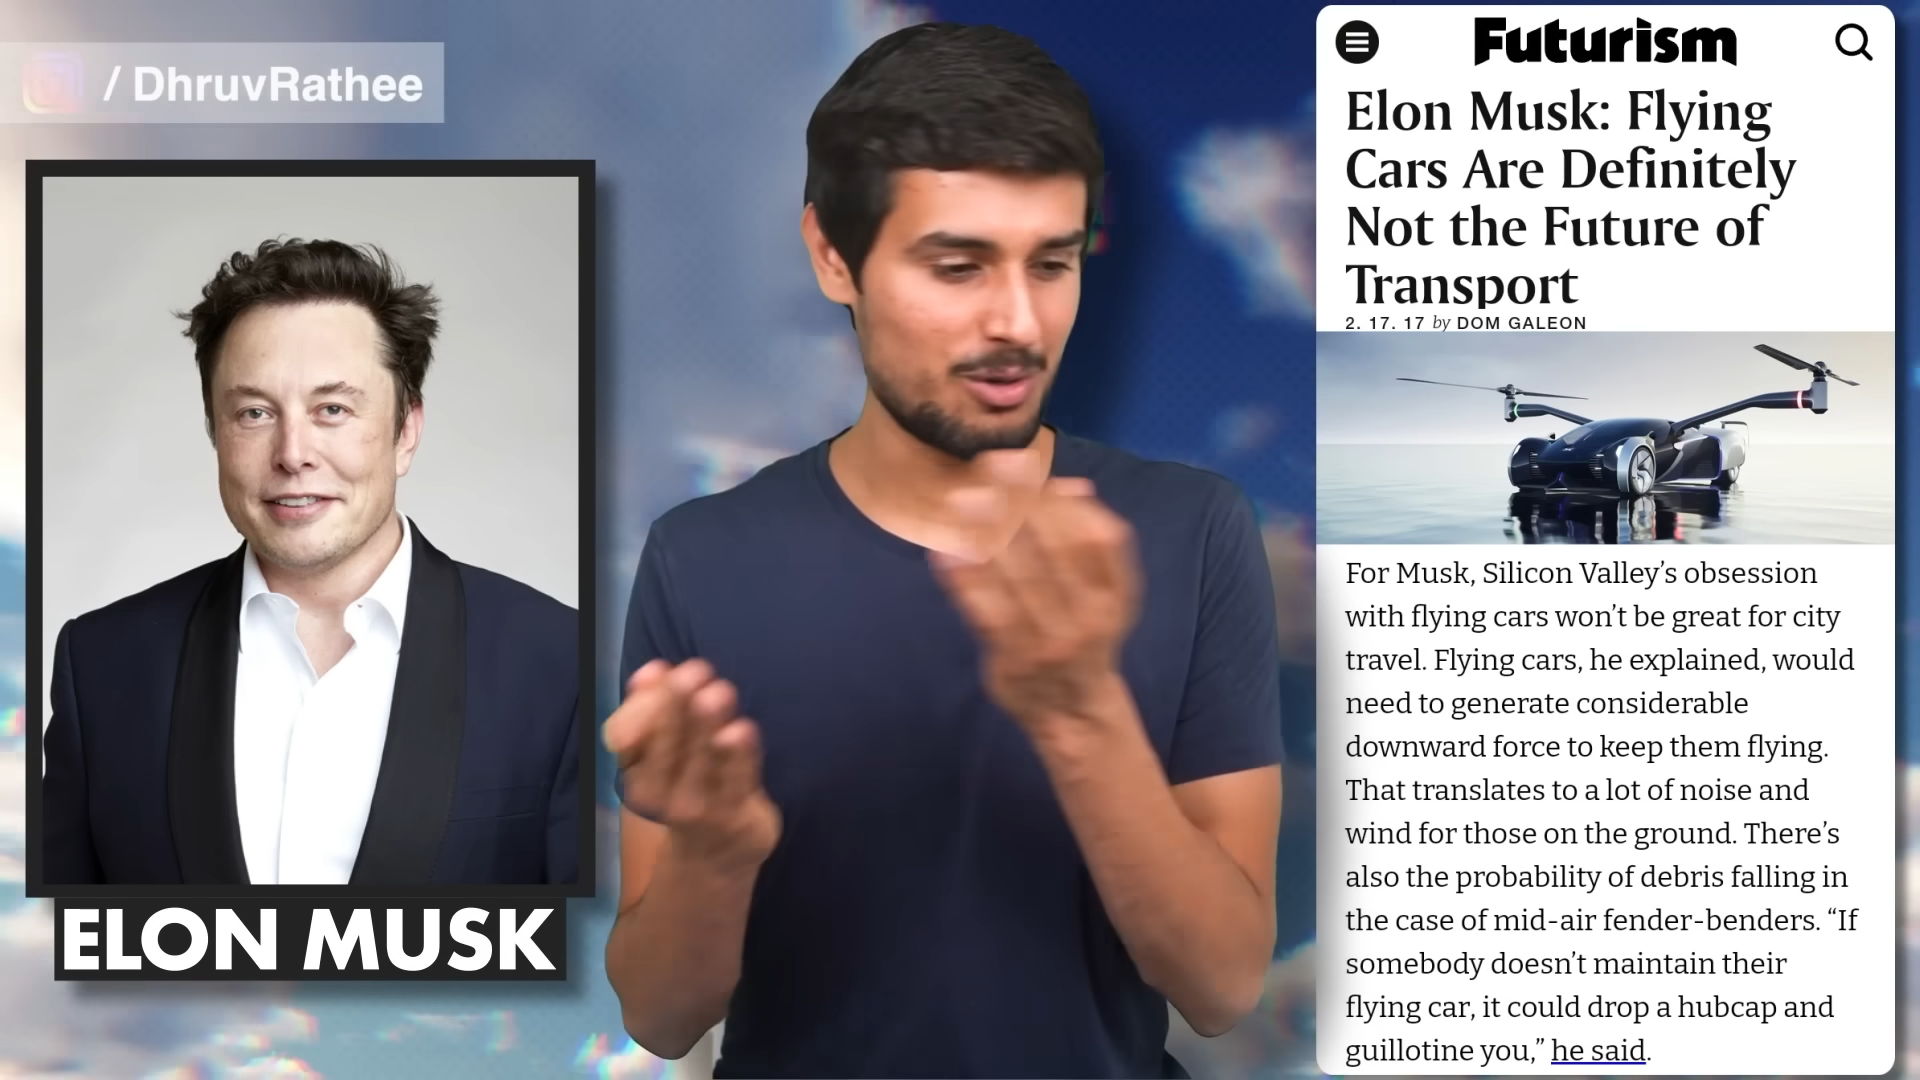 / DhruvRathee
ELON MUSK
Futurism
Elon Musk: Flying
Cars Are Definitely
Not the Future of
Transport
2. 17. 17 by DOM GALEON
For Musk, Silicon Valley’s obsession
with flying cars won’t be great for city
travel. Flying cars, he explained, would
need to generate considerable
downward force to keep them flying.
That translates to a lot of noise and
wind for those on the ground. There’s
also the probability of debris falling in
the case of mid-air fender-benders. “If
somebody doesn’t maintain their
flying car, it could drop a hubcap and
guillotine you,” he said.